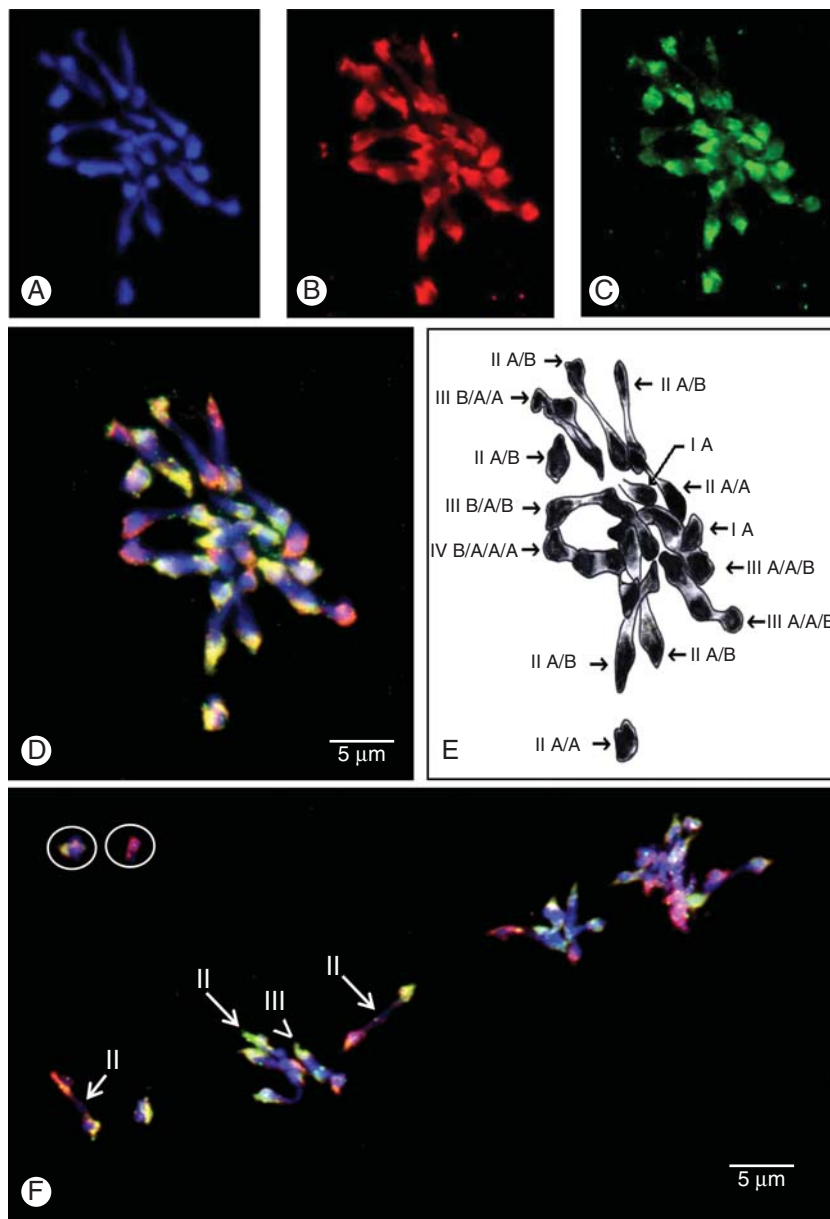 A
B
C
D
5 µm
II A/B
II A/B
III B/A/A
I A
II A/B
II A/A
III B/A/B
I A
IV B/A/A/A
III A/A/B
III A/A/B
II A/B
II A/B
II A/A
E
II
III
II
II
5 µm
F